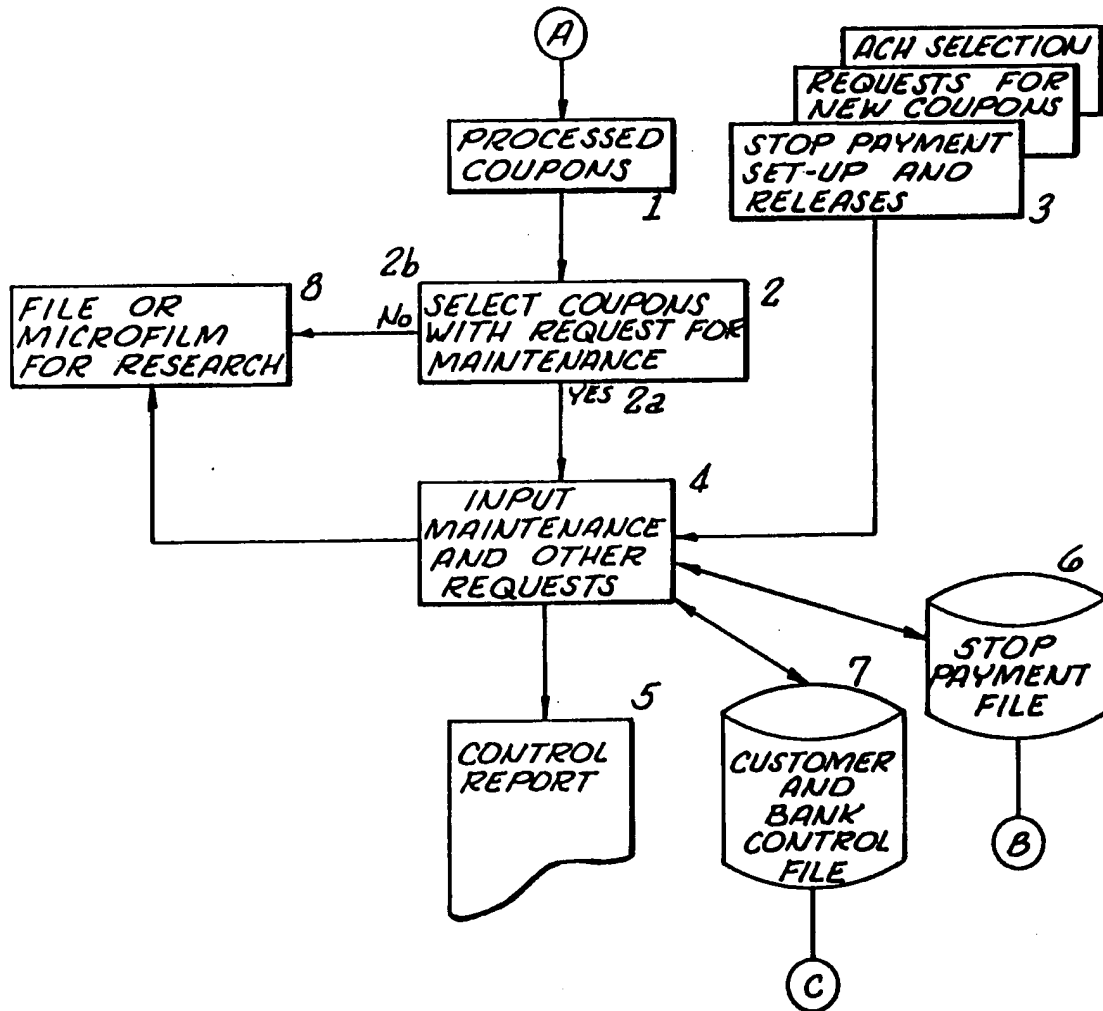 A
ACH SELECTION
REQUESTS FOR
NEW COUPONS
STOP PAYMENT
SET-UP AND
RELEASES
3
PROCESSED
COUPONS
1
2b
2
SELECT COUPONS
WITH REQUEST FOR
MAINTENANCE
No
8
FILE OR
MICROFILM
FOR RESEARCH
YES 2a
4
INPUT
MAINTENANCE
AND OTHER
REQUESTS
6
STOP
PAYMENT
FILE
7
CUSTOMER
AND
BANK
CONTROL
FILE
5
CONTROL
REPORT
B
C